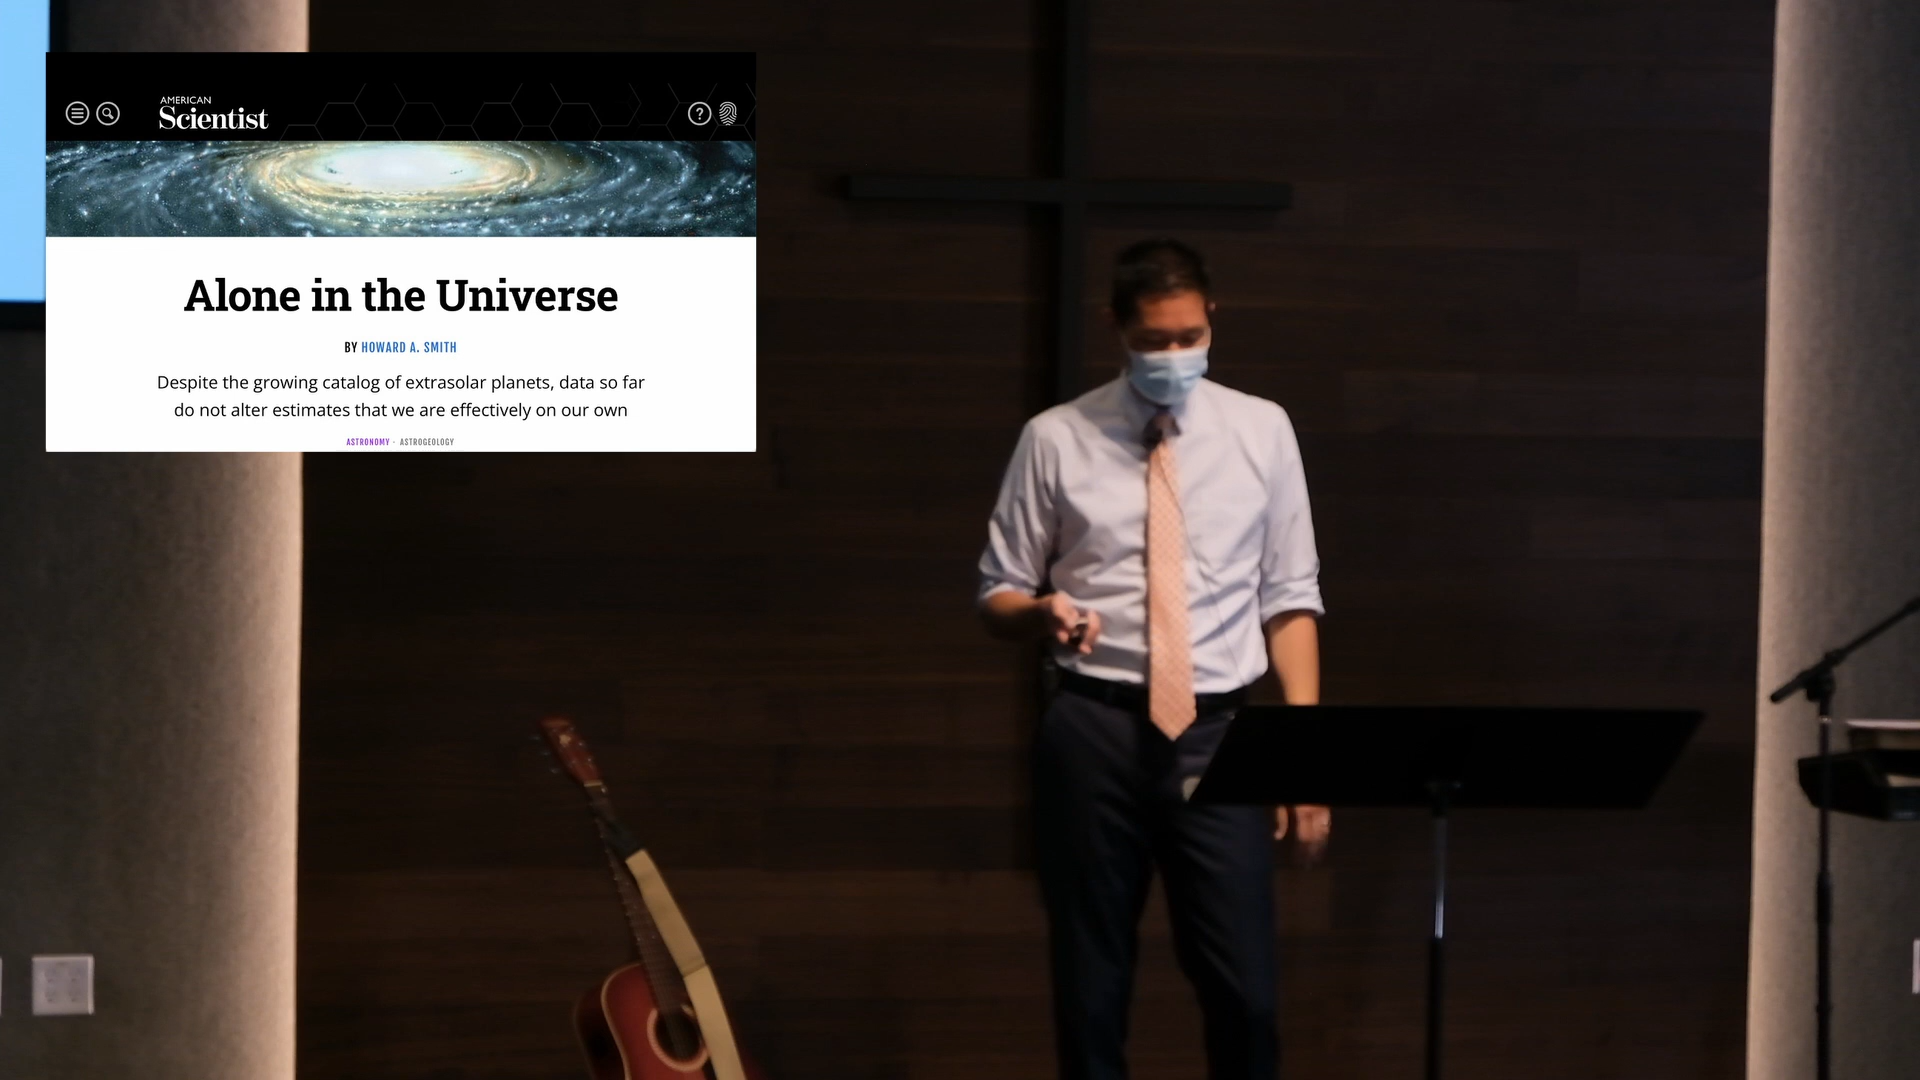 AMERICAN
Scientist
?
Alone in the Universe
BY HOWARD A. SMITH
Despite the growing catalog of extrasolar planets, data so far
do not alter estimates that we are effectively on our own
ASTRONOMY · ASTROGEOLOGY